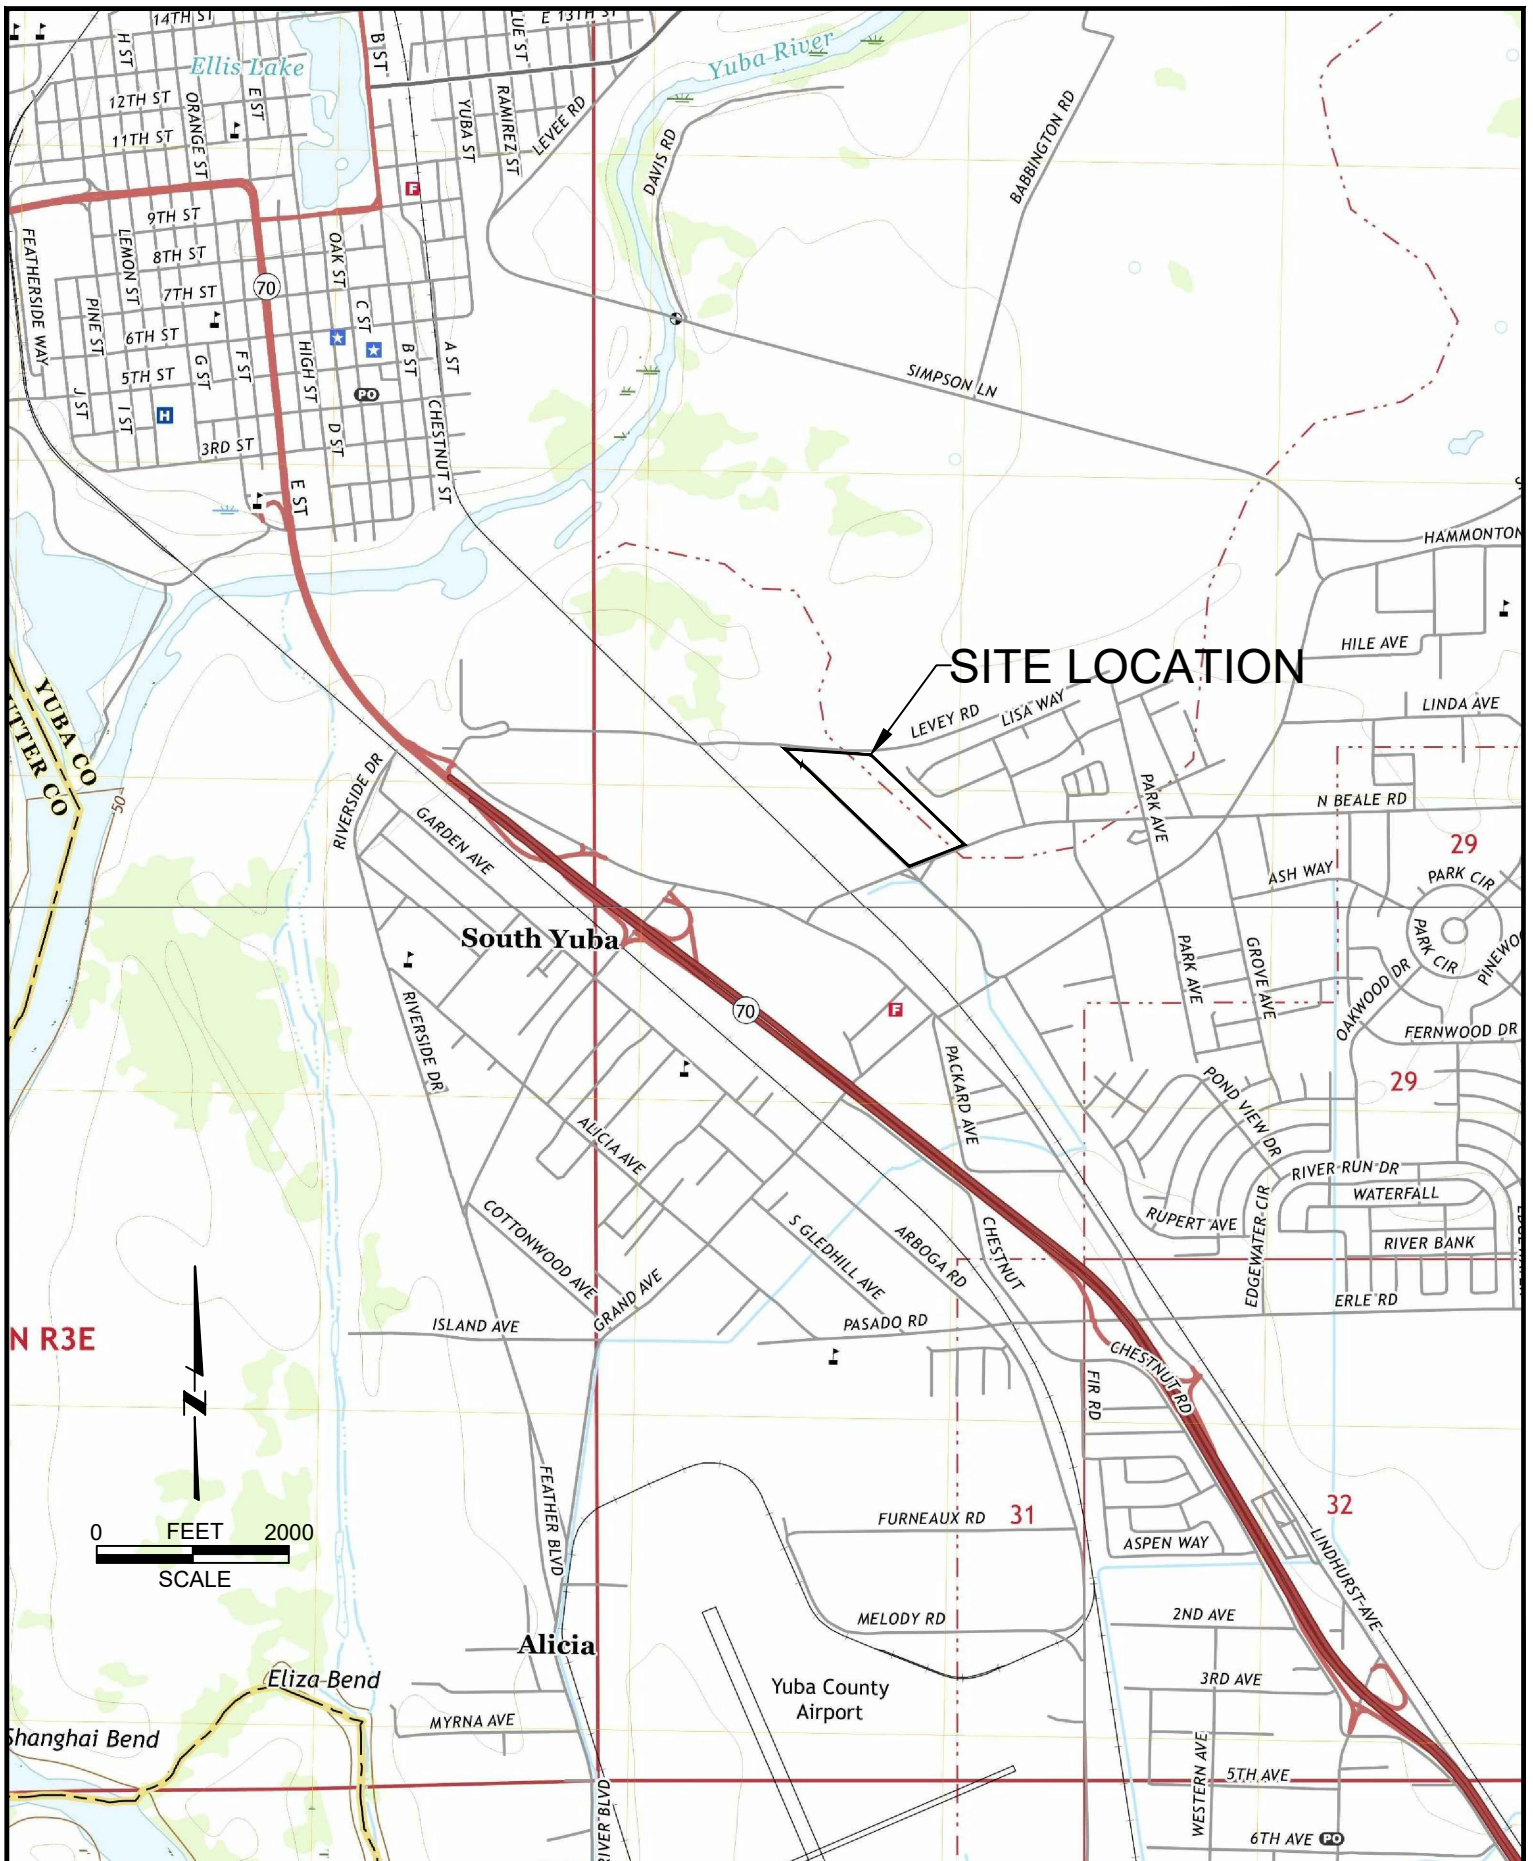 14TH ST
E 13TH ST
H ST
Ellis Lake
B ST
Yuba River
12TH ST
ORANGE ST
E ST
YUBA ST
RAMIREZ ST
LEVEE RD
11TH ST
DAVIS RD
BABBINGTON RD
F
9TH ST
FEATHERSIDE WAY
LEMON ST
8TH ST
OAK ST
7TH ST
70
PINE ST
C ST
6TH ST
G ST
F ST
HIGH ST
B ST
A ST
5TH ST
J ST
I ST
H
PO
SIMPSON LN
3RD ST
D ST
CHESTNUT ST
E ST
HAMMONTON
HILE AVE
SITE LOCATION
YUBA CO
UTTER CO
LEVEY RD
LISA WAY
LINDA AVE
50
RIVERSIDE DR
GARDEN AVE
PARK AVE
N BEALE RD
29
ASH WAY
PARK CIR
South Yuba
PARK AVE
GROVE AVE
PARK CIR
PINEWO
OAKWOOD DR
RIVERSIDE DR
70
F
FERNWOOD DR
PACKARD AVE
POND VIEW DR
29
ALICIA AVE
RIVER RUN DR
WATERFALL
COTTONWOOD AVE
S GLEDHILL AVE
ARBOGA RD
CHESTNUT
RUPERT AVE
EDGEWATER CIR
RIVER BANK
GRAND AVE
ISLAND AVE
PASADO RD
ERLE RD
N R3E
CHESTNUT RD
FIR RD
N
FEATHER BLVD
FURNEAUX RD
31
32
0 FEET 2000
SCALE
ASPEN WAY
LINDHURST AVE
MELODY RD
2ND AVE
Alicia
Eliza Bend
Yuba County
Airport
3RD AVE
Shanghai Bend
MYRNA AVE
WESTERN AVE
5TH AVE
RIVER BLVD
6TH AVE PO